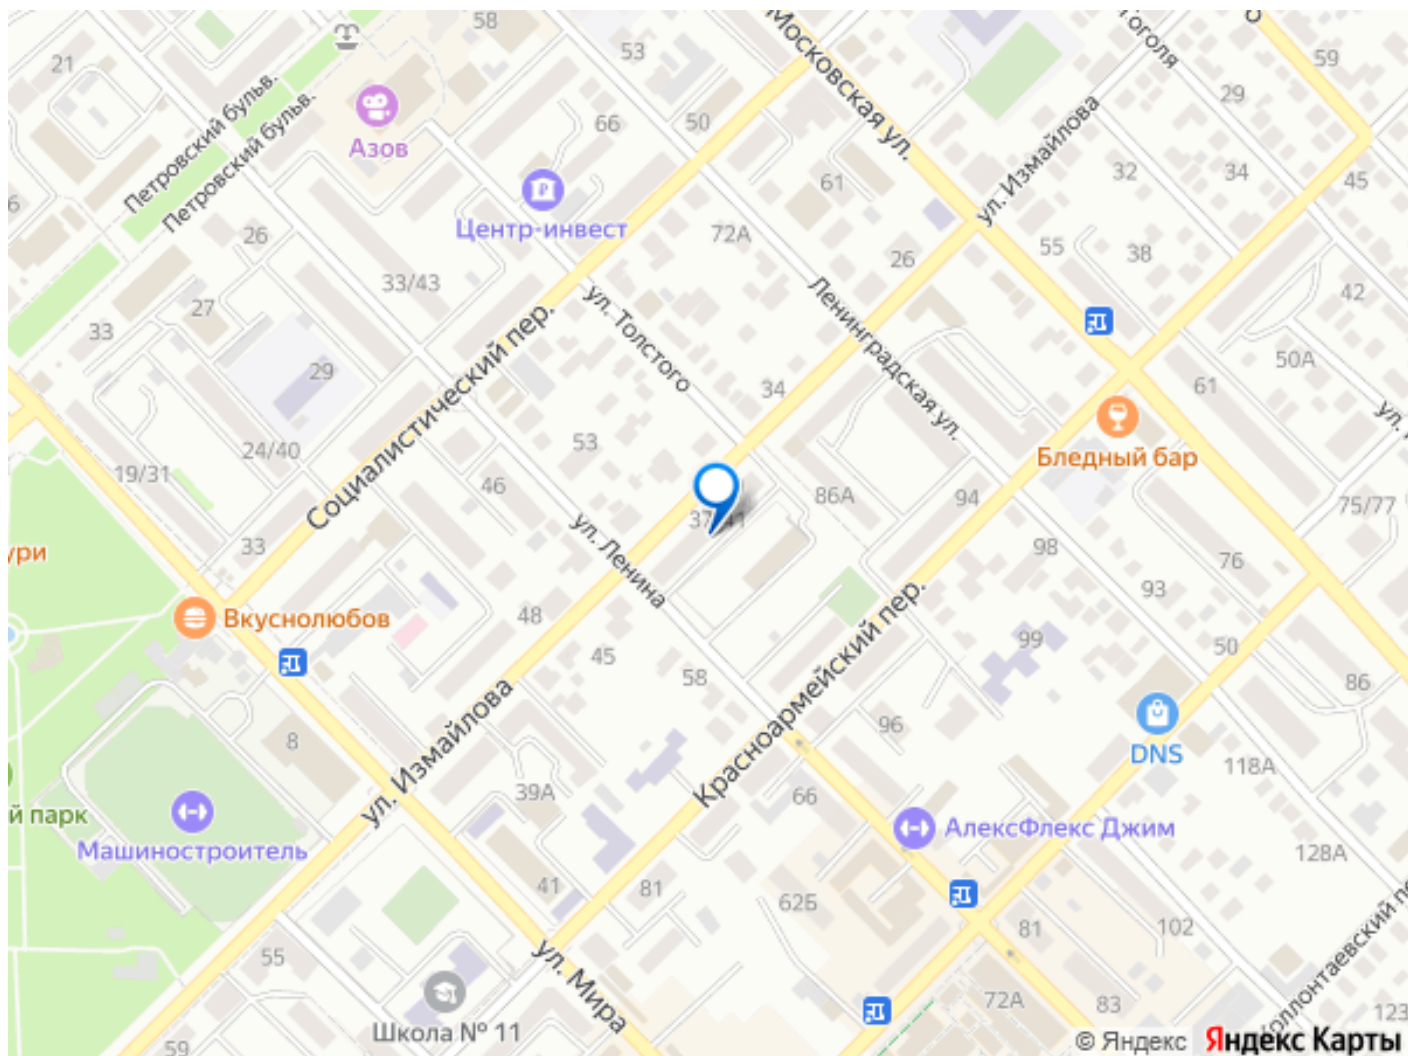 58
53
Московская ул.
Гоголя
59
21
Петровский бульв.
Петровский бульв.
Азов
66
50
29
ул. Измайлова
61
32
34
45
Центр-инвест
72А
26
26
55
38
33/43
27
33
ул. Толстого
Ленинградская ул.
42
29
Социалистический пер.
34
50А
61
24/40
53
Бледный бар
19/31
46
86А
94
75/77
37/41
ул. Ленина
33
98
76
93
Вкуснолюбов
48
45
Красноармейский пер.
99
50
58
86
ул. Измайлова
8
96
DNS
118А
39А
66
й парк
Машиностроитель
АлексФлекс Джим
128А
41
81
62Б
55
ул. Мира
81
102
Школа № 11
72А
83
123
59
© Яндекс Яндекс Карты